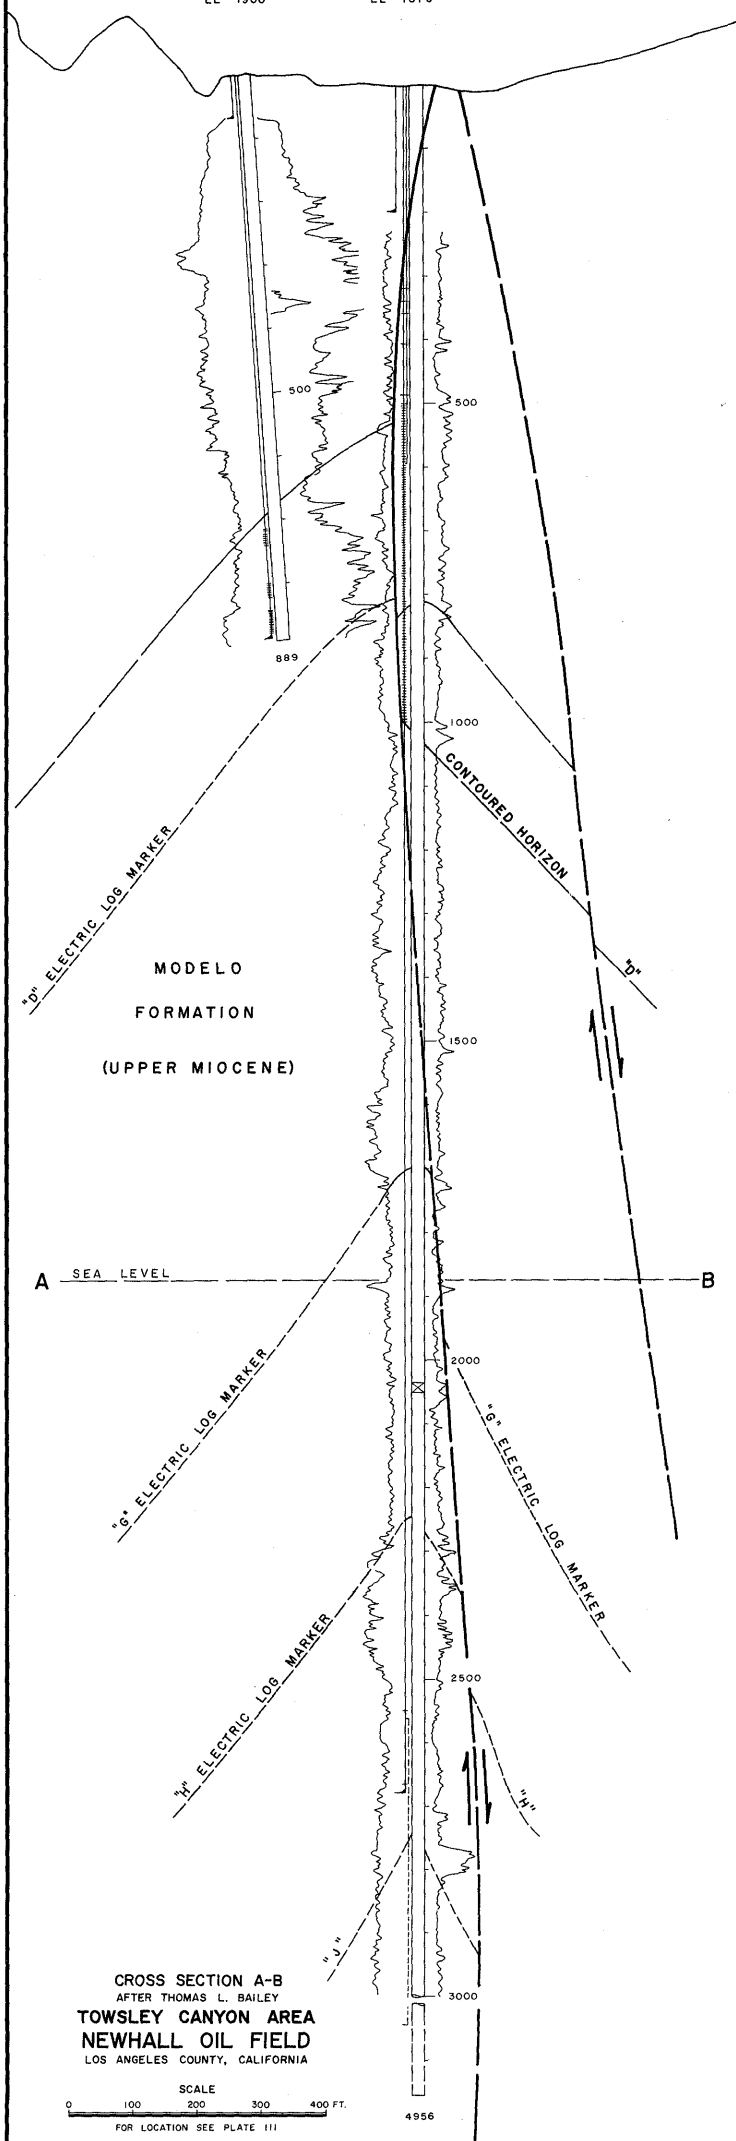 500
500
889
1000
CONTOURED HORIZON
"D" ELECTRIC LOG MARKER
"D"
MODELO
FORMATION
(UPPER MIOCENE)
1500
A
SEA LEVEL
B
2000
"G" ELECTRIC LOG MARKER
"G" ELECTRIC LOG MARKER
2500
"H" ELECTRIC LOG MARKER
"H"
"J"
3000
CROSS SECTION A-B
AFTER THOMAS L. BAILEY
TOWSLEY CANYON AREA
NEWHALL OIL FIELD
LOS ANGELES COUNTY, CALIFORNIA
SCALE
0 100 200 300 400 FT.
FOR LOCATION SEE PLATE III
4956